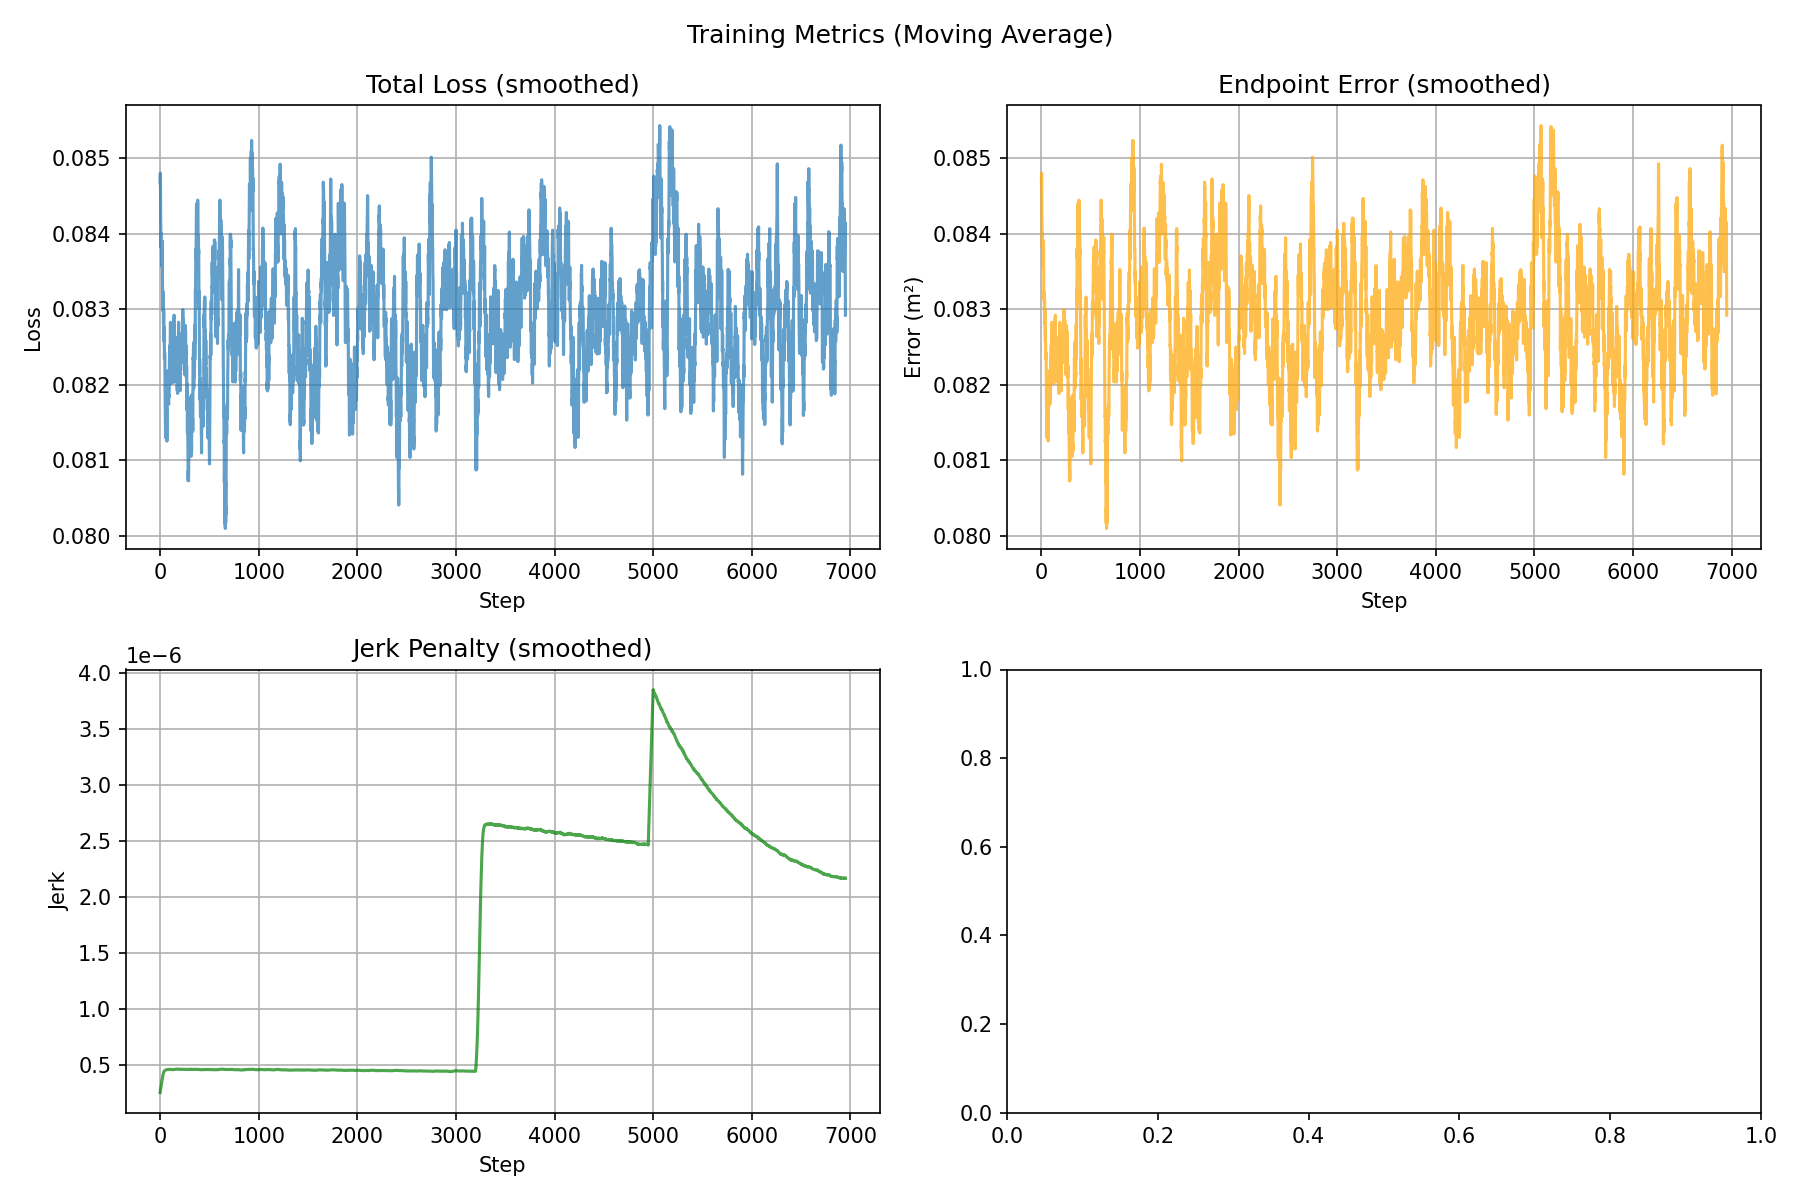 Training Metrics (Moving Average)
Total Loss (smoothed)
Loss
0.085
0.084
0.083
0.082
0.081
0.080
0 1000 2000 3000 4000 5000 6000 7000
Step
Endpoint Error (smoothed)
Error (m²)
0.085
0.084
0.083
0.082
0.081
0.080
0 1000 2000 3000 4000 5000 6000 7000
Step
Jerk Penalty (smoothed)
1e−6
Jerk
4.0
3.5
3.0
2.5
2.0
1.5
1.0
0.5
0 1000 2000 3000 4000 5000 6000 7000
Step
1.0
0.8
0.6
0.4
0.2
0.0
0.0 0.2 0.4 0.6 0.8 1.0